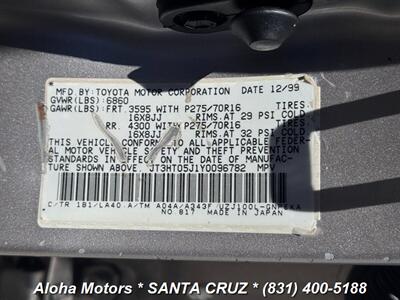 MFD.BY:TOYOTA MOTOR CORPORATION DATE 12/99
GVWR(LBS):6860
GAWR(LBS):FRT. 3595 WITH P275/70R16 TIRES.
16X8JJ RIMS.AT 29 PSI COLD
RR. 4300 WITH P275/70R16 TIRES.
16X8JJ RIMS.AT 32 PSI COLD
THIS VEHICLE CONFORMS TO ALL APPLICABLE FEDER-
AL MOTOR VEHICLE SAFETY AND THEFT PREVENTION
STANDARDS IN EFFECT ON THE DATE OF MANUFAC-
TURE SHOWN ABOVE. JT3HT05J1Y0096782 MPV
C/TR 1B1/LA40 A/TM A04A/A343F/UZJ100L-GNPEKA
NO.817 MADE IN JAPAN
Aloha Motors * SANTA CRUZ * (831) 400-5188